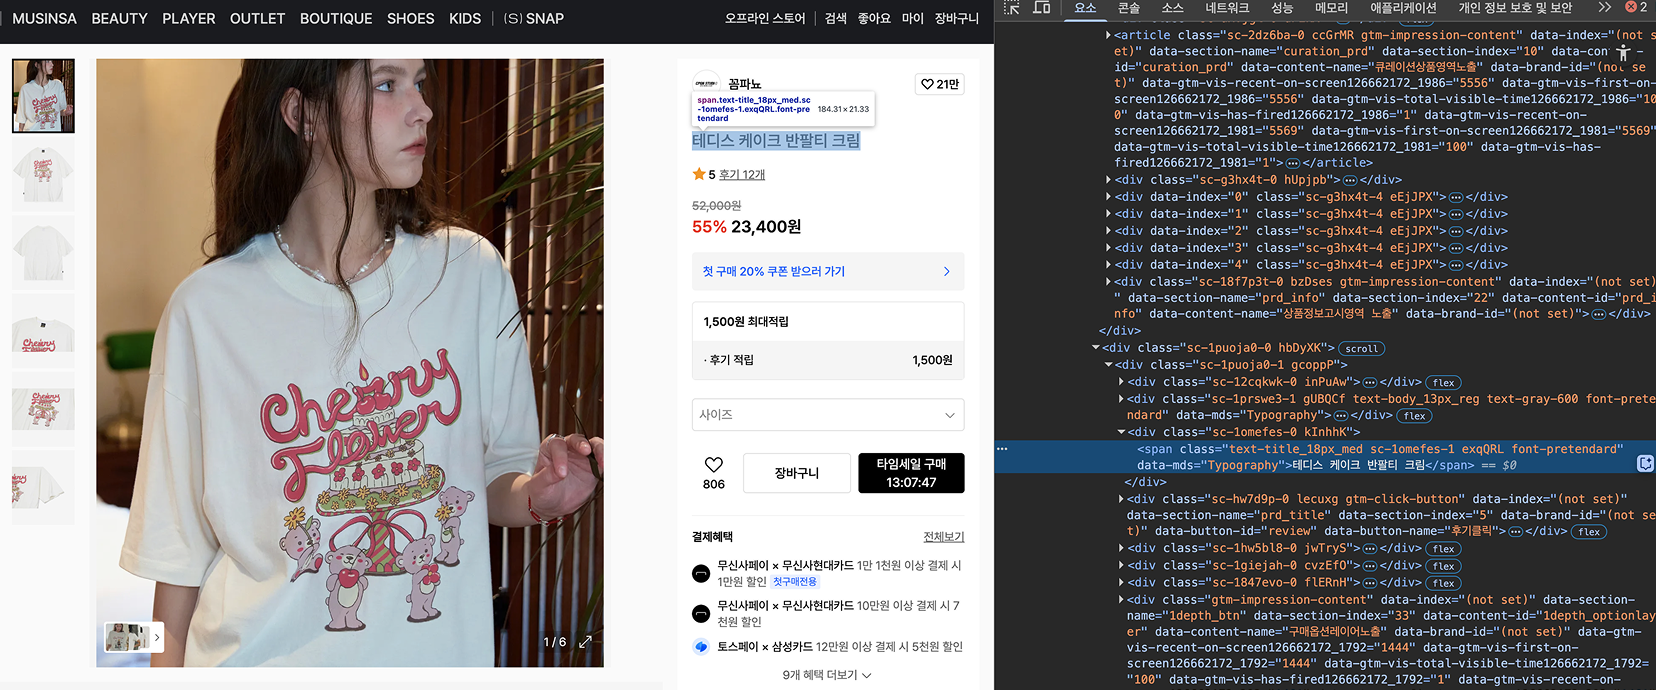 MUSINSA BEAUTY PLAYER OUTLET BOUTIQUE SHOES KIDS (S) SNAP
오프라인 스토어 검색 좋아요 마이 장바구니
Cherry
Flower
1 / 6
꼼파뇨
21만
span.text-title_18px_med.sc
-1omefes-1.exqQRL.font-pre
tendard
184.31×21.33
테디스 케이크 반팔티 크림
5 후기 12개
52,000원
55% 23,400원
첫 구매 20% 쿠폰 받으러 가기
1,500원 최대적립
· 후기 적립 1,500원
사이즈
806
장바구니
타임세일 구매
13:07:47
결제혜택 전체보기
무신사페이 × 무신사현대카드 1만 1천원 이상 결제 시
1만원 할인 첫구매전용
무신사페이 × 무신사현대카드 10만원 이상 결제 시 7
천원 할인
토스페이 × 삼성카드 12만원 이상 결제 시 5천원 할인
9개 혜택 더보기
요소 콘솔 소스 네트워크 성능 메모리 애플리케이션 개인 정보 보호 및 보안 2
<article class="sc-2dz6ba-0 ccGrMR gtm-impression-content" data-index="(not s
et)" data-section-name="curation_prd" data-section-index="10" data-con
id="curation_prd" data-content-name="큐레이션상품영역노출" data-brand-id="(not se
t)" data-gtm-vis-recent-on-screen126662172_1986="5556" data-gtm-vis-first-on-
screen126662172_1986="5556" data-gtm-vis-total-visible-time126662172_1986="10
0" data-gtm-vis-has-fired126662172_1986="1" data-gtm-vis-recent-on-
screen126662172_1981="5569" data-gtm-vis-first-on-screen126662172_1981="5569"
data-gtm-vis-total-visible-time126662172_1981="100" data-gtm-vis-has-
fired126662172_1981="1">…</article>
<div class="sc-g3hx4t-0 hUpjpb">…</div>
<div data-index="0" class="sc-g3hx4t-4 eEjJPX">…</div>
<div data-index="1" class="sc-g3hx4t-4 eEjJPX">…</div>
<div data-index="2" class="sc-g3hx4t-4 eEjJPX">…</div>
<div data-index="3" class="sc-g3hx4t-4 eEjJPX">…</div>
<div data-index="4" class="sc-g3hx4t-4 eEjJPX">…</div>
<div class="sc-18f7p3t-0 bzDses gtm-impression-content" data-index="(not set)
" data-section-name="prd_info" data-section-index="22" data-content-id="prd_i
nfo" data-content-name="상품정보고시영역 노출" data-brand-id="(not set)">…</div>
</div>
<div class="sc-1puoja0-0 hbDyXK"> scroll
<div class="sc-1puoja0-1 gcoppP">
<div class="sc-12cqkwk-0 inPuAw">…</div> flex
<div class="sc-1prswe3-1 gUBQCf text-body_13px_reg text-gray-600 font-prete
ndard" data-mds="Typography">…</div> flex
<div class="sc-1omefes-0 kInhhK">
<span class="text-title_18px_med sc-1omefes-1 exqQRL font-pretendard"
data-mds="Typography">테디스 케이크 반팔티 크림</span> == $0
</div>
<div class="sc-hw7d9p-0 lecuxg gtm-click-button" data-index="(not set)"
data-section-name="prd_title" data-section-index="5" data-brand-id="(not se
t)" data-button-id="review" data-button-name="후기클릭">…</div> flex
<div class="sc-1hw5bl8-0 jwTryS">…</div> flex
<div class="sc-1giejah-0 cvzEfO">…</div> flex
<div class="sc-1847evo-0 flERnH">…</div> flex
<div class="gtm-impression-content" data-index="(not set)" data-section-
name="1depth_btn" data-section-index="33" data-content-id="1depth_optionlay
er" data-content-name="구매옵션레이어노출" data-brand-id="(not set)" data-gtm-
vis-recent-on-screen126662172_1792="1444" data-gtm-vis-first-on-
screen126662172_1792="1444" data-gtm-vis-total-visible-time126662172_1792=
"100" data-gtm-vis-has-fired126662172_1792="1" data-gtm-vis-recent-on-